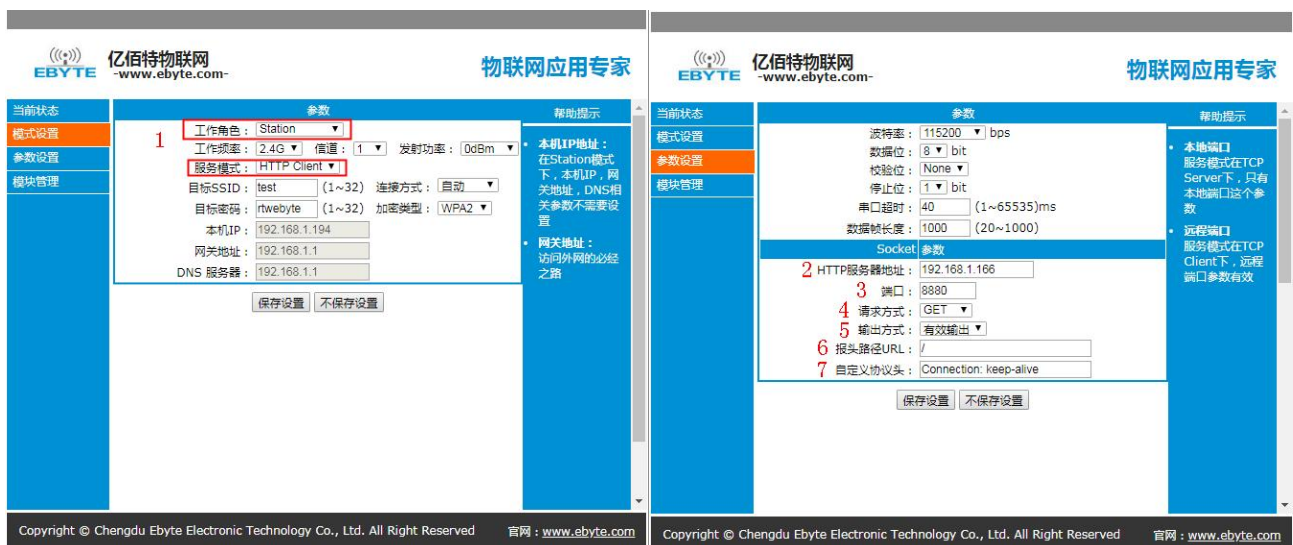 EBYTE 亿佰特物联网
-www.ebyte.com-
物联网应用专家
当前状态
模式设置
参数设置
模块管理
参数
1
工作角色： Station
工作频率： 2.4G 信道： 1 发射功率： 0dBm
服务模式： HTTP Client
目标SSID： test (1~32) 连接方式： 自动
目标密码： rtwebyte (1~32) 加密类型： WPA2
本机IP： 192.168.1.194
网关地址： 192.168.1.1
DNS 服务器： 192.168.1.1
保存设置 不保存设置
帮助提示
• 本机IP地址：
在Station模式
下，本机IP，网
关地址，DNS相
关参数不需要设
置
• 网关地址：
访问外网的必经
之路
Copyright © Chengdu Ebyte Electronic Technology Co., Ltd. All Right Reserved 官网：www.ebyte.com
EBYTE 亿佰特物联网
-www.ebyte.com-
物联网应用专家
当前状态
模式设置
参数设置
模块管理
参数
波特率： 115200 bps
数据位： 8 bit
校验位： None
停止位： 1 bit
串口超时： 40 (1~65535)ms
数据帧长度： 1000 (20~1000)
Socket 参数
2 HTTP服务器地址： 192.168.1.166
3 端口： 8880
4 请求方式： GET
5 输出方式： 有效输出
6 报头路径URL： /
7 自定义协议头： Connection: keep-alive
保存设置 不保存设置
帮助提示
• 本地端口
服务模式在TCP
Server下，只有
本地端口这个参
数
• 远程端口
服务模式在TCP
Client下，远程
端口参数有效
Copyright © Chengdu Ebyte Electronic Technology Co., Ltd. All Right Reserved 官网：www.ebyte.com